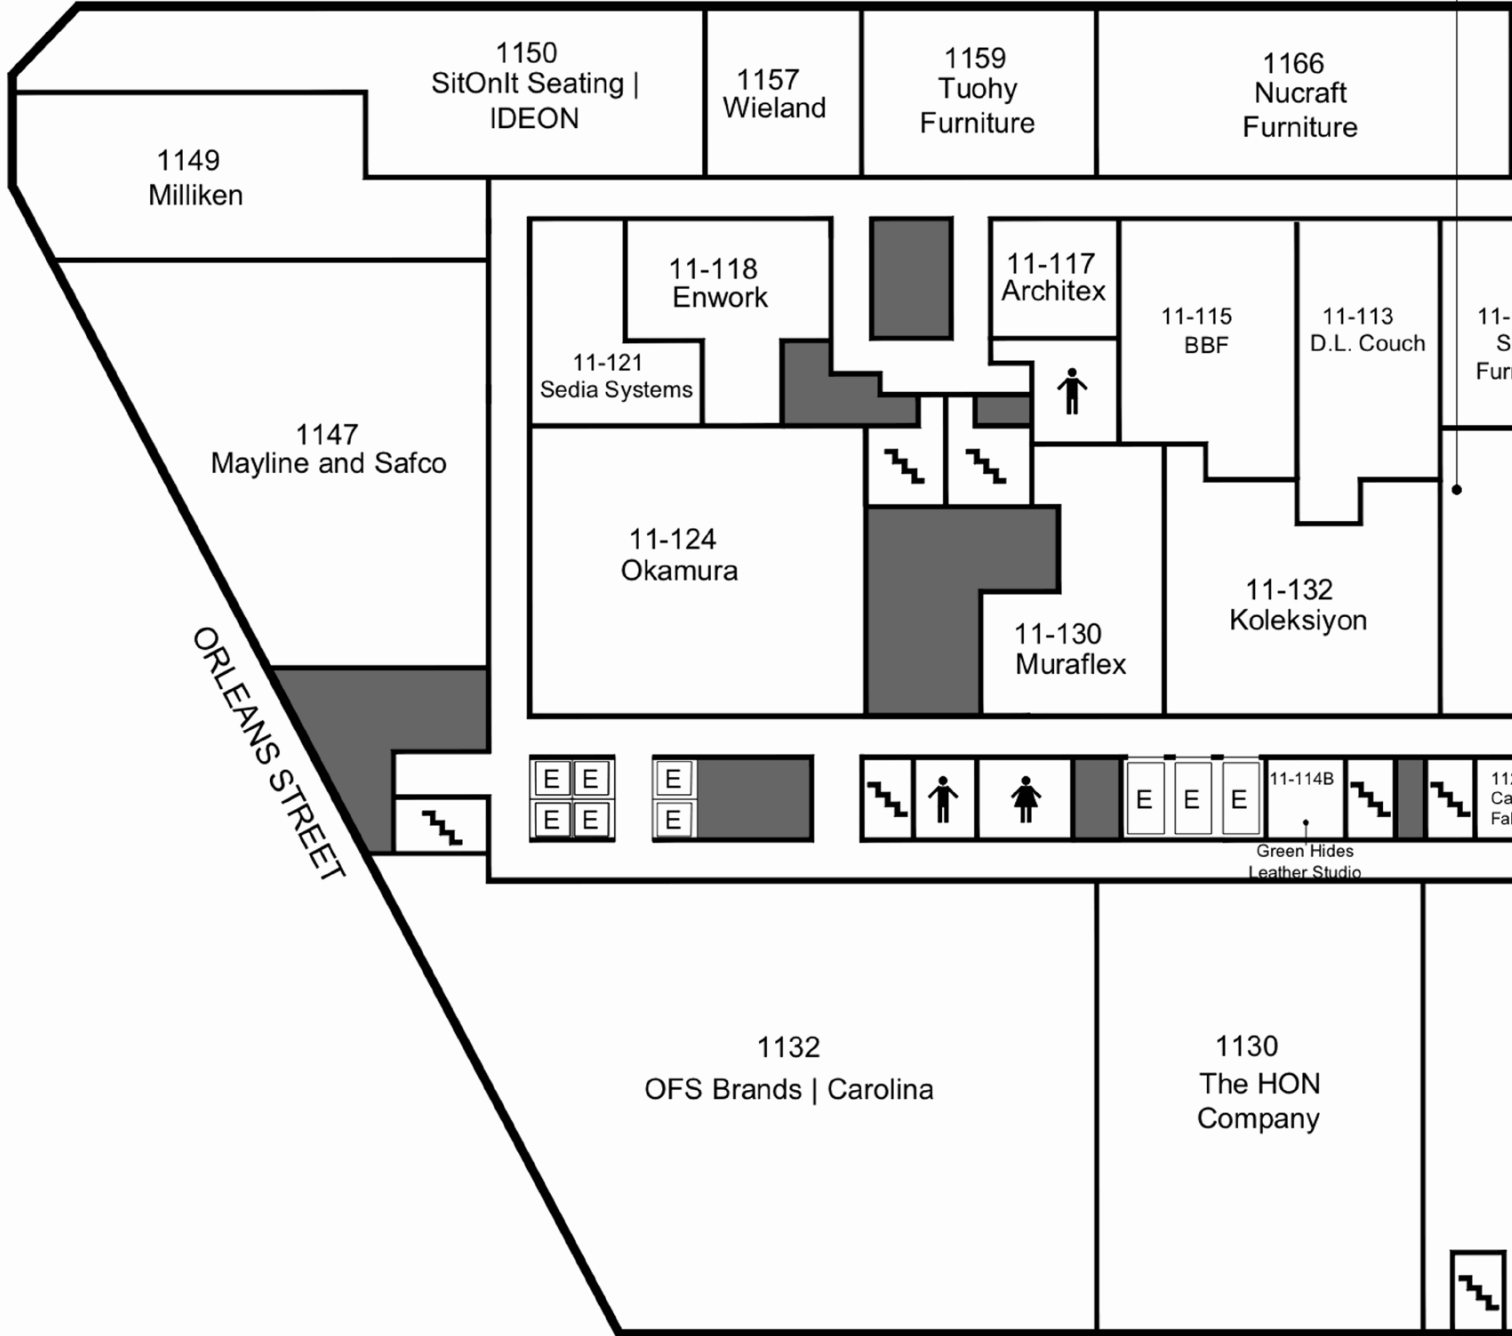 1150
SitOnIt Seating |
IDEON
1157
Wieland
1159
Tuohy
Furniture
1166
Nucraft
Furniture
1149
Milliken
11-118
Enwork
11-117
Architex
11-115
BBF
11-113
D.L. Couch
11-121
Sedia Systems
1147
Mayline and Safco
11-124
Okamura
11-132
Koleksiyon
11-130
Muraflex
ORLEANS STREET
E E
E E
E
E
E E E
11-114B
Green Hides
Leather Studio
1132
OFS Brands | Carolina
1130
The HON
Company